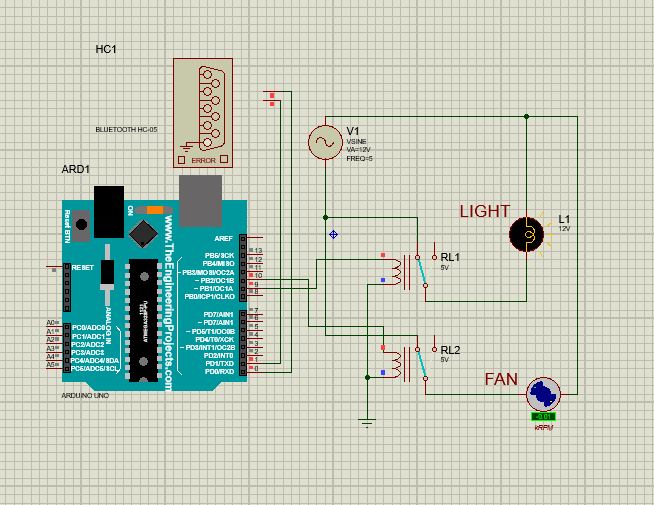 HC1
BLUETOOTH HC-05
ERROR
ARD1
Reset BTN
ON
www.TheEngineeringProjects.com
RESET
ANALOG IN
AREF
PB5/SCK
PB4/MISO
PB3/MOSI/OC2A
PB2/OC1B
PB1/OC1A
PB0/ICP1/CLKO
13
12
11
10
9
8
PD7/AIN1
PD5/T1/OC0B
PD4/T0/XCK
PD3/INT1/OC2B
PD2/INT0
PD1/TXD
PD0/RXD
7
6
5
4
3
2
1
0
A0
A1
A2
A3
A4
A5
PC0/ADC0
PC1/ADC1
PC2/ADC2
PC3/ADC3
PC4/ADC4/SDA
PC5/ADC5/SCL
ARDUINO UNO
V1
VSINE
VA=12V
FREQ=5
LIGHT
L1
12V
RL1
5V
RL2
5V
FAN
kRPM